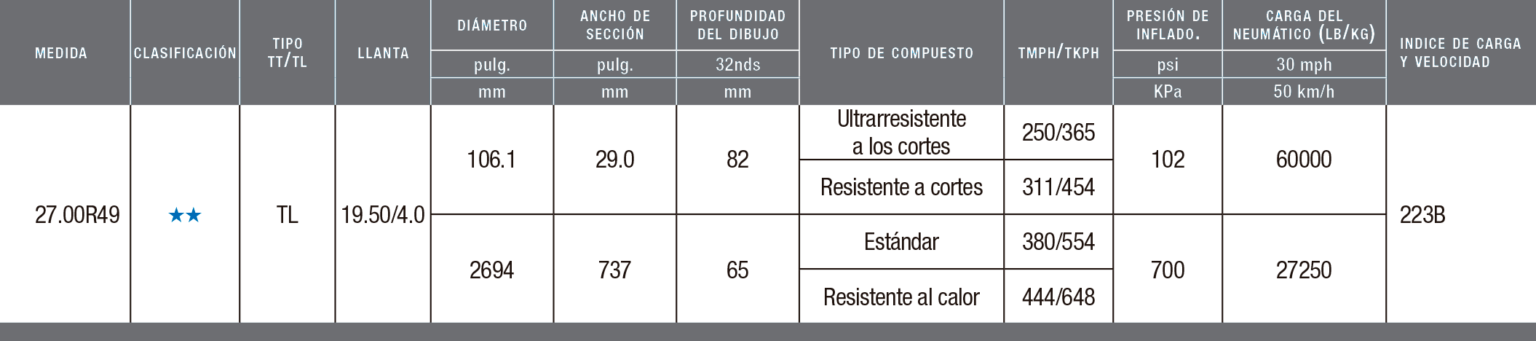 MEDIDA
CLASIFICACIÓN
TIPO
TT/TL
LLANTA
DIÁMETRO
pulg.
mm
ANCHO DE
SECCIÓN
pulg.
mm
PROFUNDIDAD
DEL DIBUJO
32nds
mm
TIPO DE COMPUESTO
TMPH/TKPH
PRESIÓN DE
INFLADO.
psi
KPa
CARGA DEL
NEUMÁTICO (LB/KG)
30 mph
50 km/h
INDICE DE CARGA
Y VELOCIDAD
27.00R49
★★
TL
19.50/4.0
106.1
2694
29.0
737
82
65
Ultrarresistente
a los cortes
250/365
Resistente a cortes
311/454
Estándar
380/554
Resistente al calor
444/648
102
700
60000
27250
223B